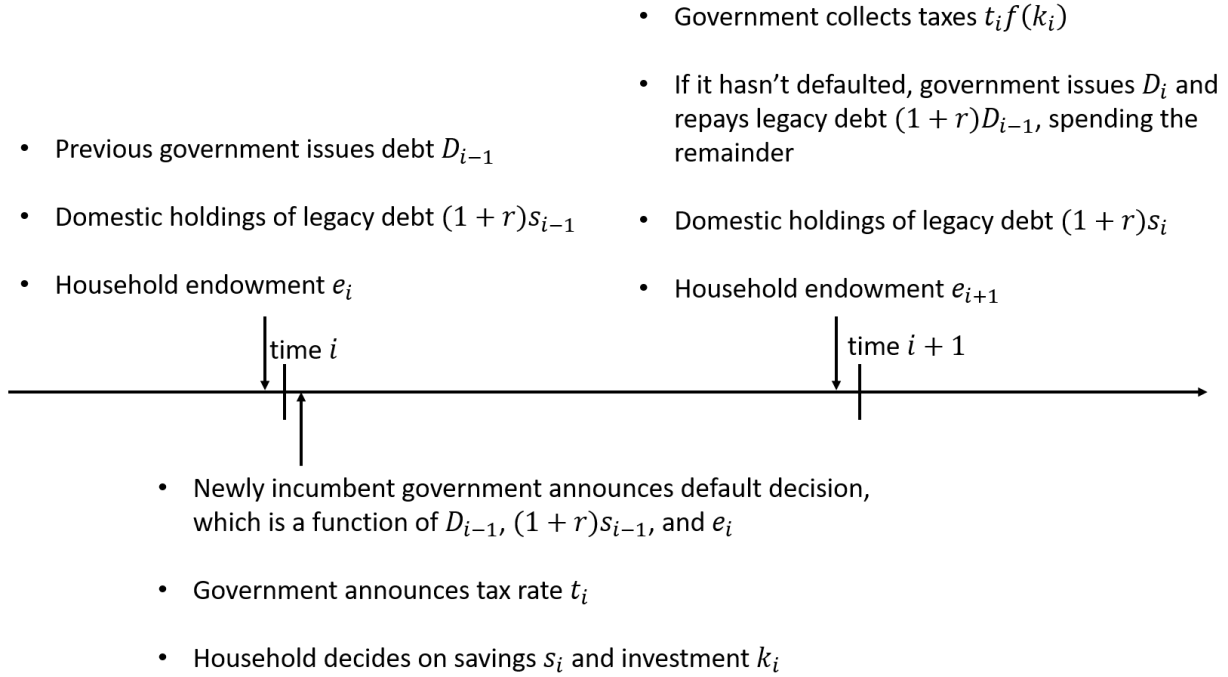 • Government collects taxes tᵢf(kᵢ)
• If it hasn’t defaulted, government issues Dᵢ and
repays legacy debt (1 + r)Dᵢ₋₁, spending the
remainder
• Previous government issues debt Dᵢ₋₁
• Domestic holdings of legacy debt (1 + r)sᵢ₋₁
• Household endowment eᵢ
• Domestic holdings of legacy debt (1 + r)sᵢ
• Household endowment eᵢ₊₁
time i
time i + 1
• Newly incumbent government announces default decision,
which is a function of Dᵢ₋₁, (1 + r)sᵢ₋₁, and eᵢ
• Government announces tax rate tᵢ
• Household decides on savings sᵢ and investment kᵢ